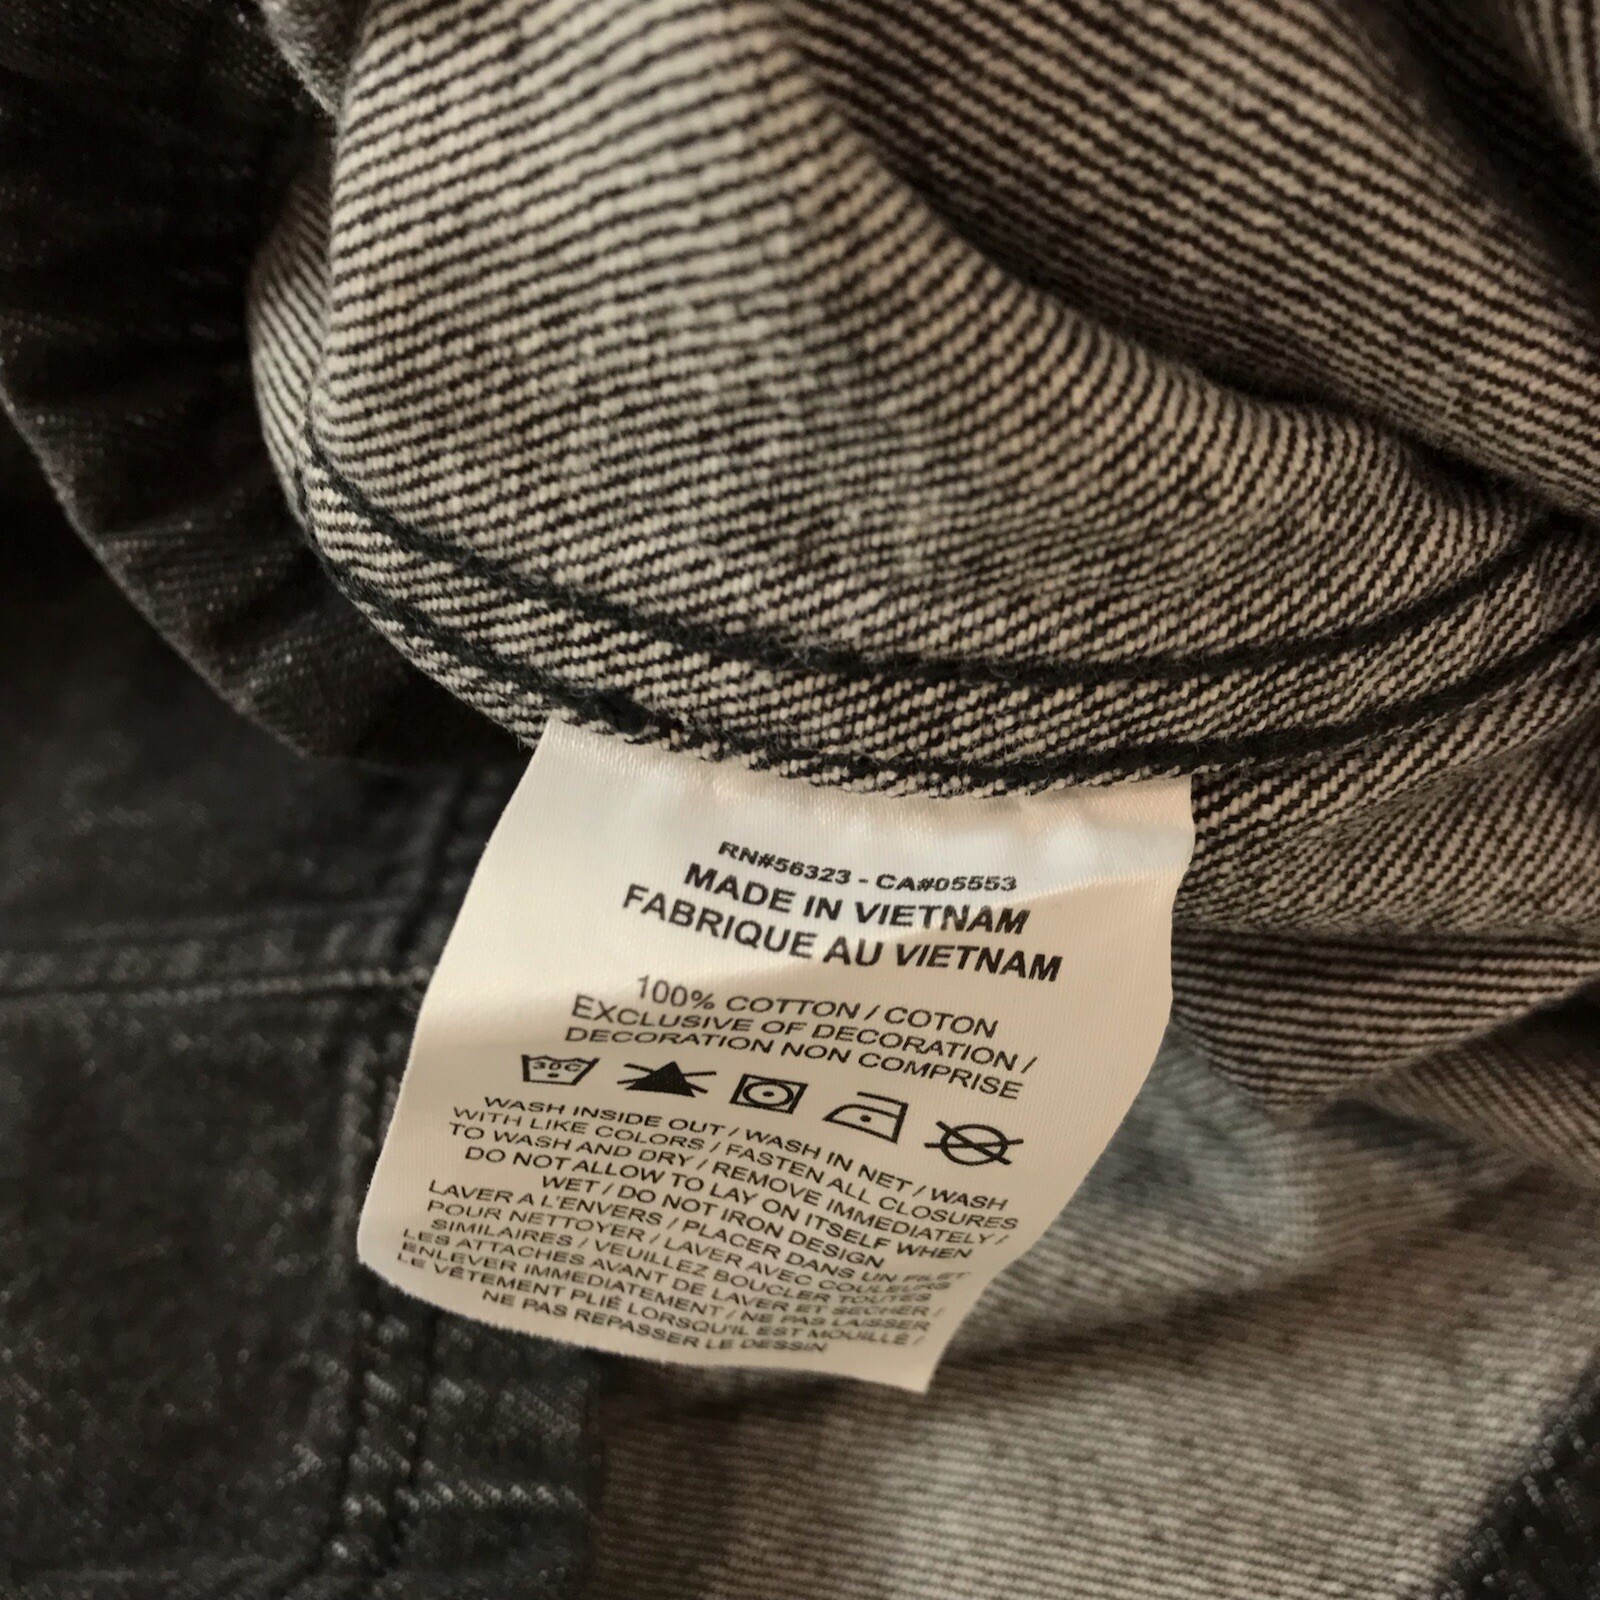 RN#56323 - CA#05553
MADE IN VIETNAM
FABRIQUE AU VIETNAM
100% COTTON / COTON
EXCLUSIVE OF DECORATION /
DECORATION NON COMPRISE
30C
WASH INSIDE OUT / WASH IN NET / WASH
WITH LIKE COLORS / FASTEN ALL CLOSURES
TO WASH AND DRY / REMOVE IMMEDIATELY /
DO NOT ALLOW TO LAY ON ITSELF WHEN
WET / DO NOT IRON DESIGN
LAVER A L'ENVERS / PLACER DANS UN FILET
POUR NETTOYER / LAVER AVEC COULEURS
SIMILAIRES / VEUILLEZ BOUCLER TOUTES
LES ATTACHES AVANT DE LAVER ET SECHER /
ENLEVER IMMEDIATEMENT / NE PAS LAISSER
LE VÊTEMENT PLIÉ LORSQU'IL EST MOUILLÉ /
NE PAS REPASSER LE DESSIN